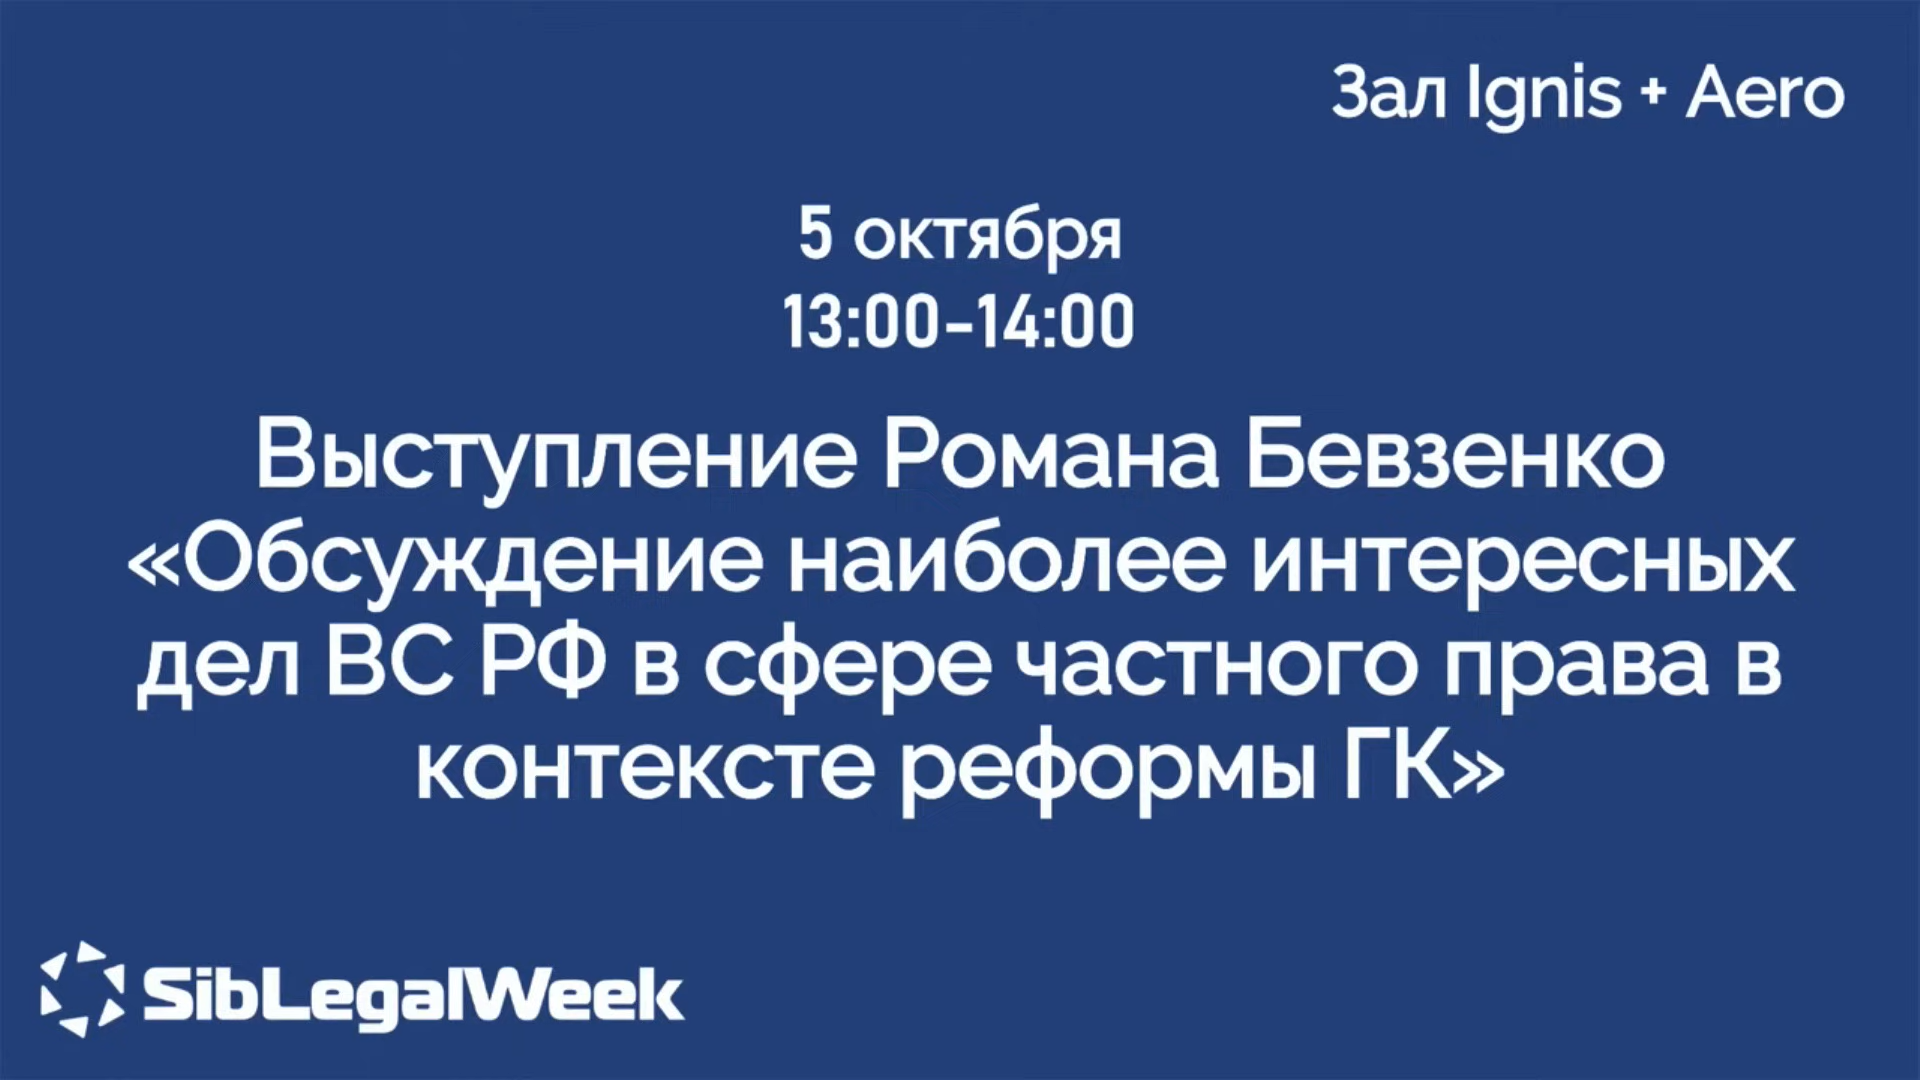 Зал Ignis + Aero
5 октября
13:00-14:00
Выступление Романа Бевзенко
«Обсуждение наиболее интересных
дел ВС РФ в сфере частного права в
контексте реформы ГК»
SibLegalWeek